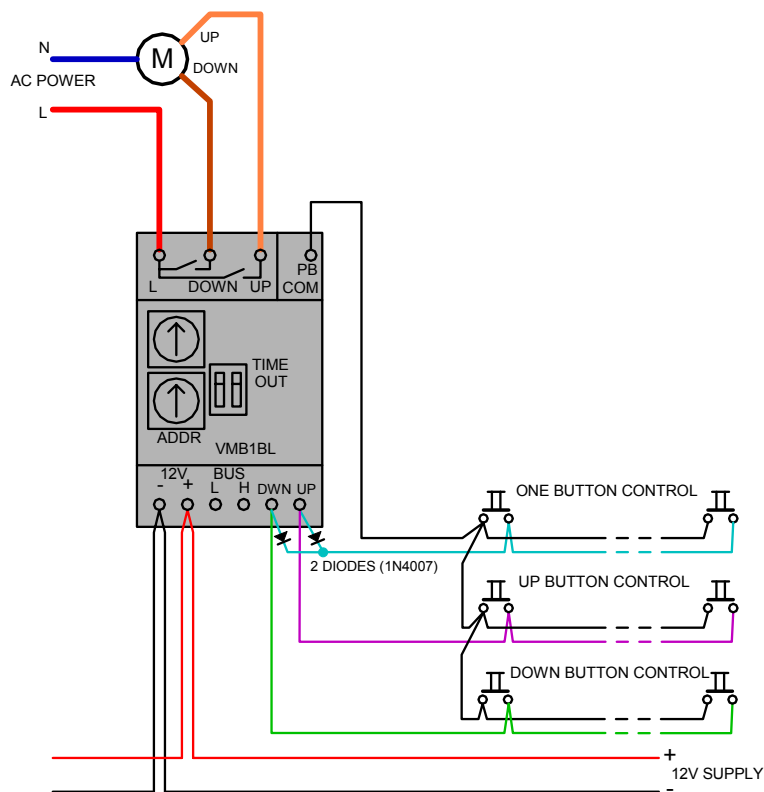 UP
N
M
DOWN
AC POWER
L
PB
L DOWN UP COM
TIME
OUT
ADDR
VMB1BL
12V BUS
- + L H DWN UP
ONE BUTTON CONTROL
2 DIODES (1N4007)
UP BUTTON CONTROL
DOWN BUTTON CONTROL
+
12V SUPPLY
-